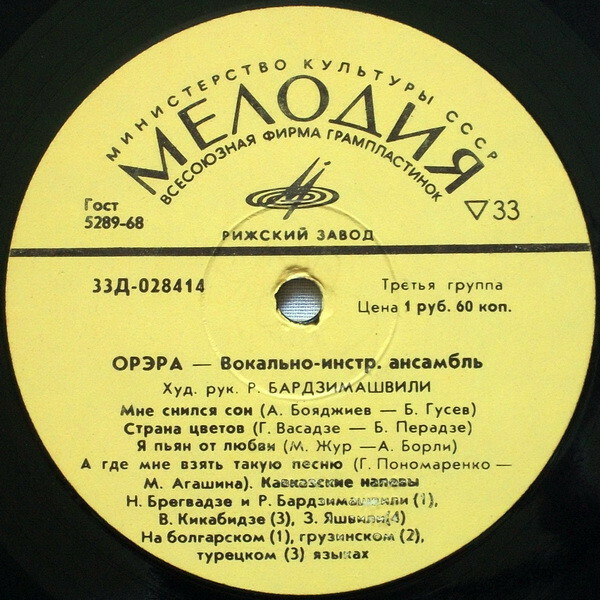 МИНИСТЕРСТВО КУЛЬТУРЫ СССР
МЕЛОДИЯ
ВСЕСОЮЗНАЯ ФИРМА ГРАМПЛАСТИНОК
Гост
5289-68
▽33
РИЖСКИЙ ЗАВОД
33Д-028414
Третья группа
Цена 1 руб. 60 коп.
ОРЭРА — Вокально-инстр. ансамбль
Худ. рук. Р. БАРДЗИМАШВИЛИ
Мне снился сон (А. Бояджиев — Б. Гусев)
Страна цветов (Г. Васадзе — Б. Перадзе)
Я пьян от любви (М. Жур —А. Борли)
А где мне взять такую песню (Г. Пономаренко —
М. Агашина). Кавказские напевы
Н. Брегвадзе и Р. Бардзимашвили (1),
В. Кикабидзе (3), З. Яшвили(4)
На болгарском (1), грузинском (2),
турецком (3) языках